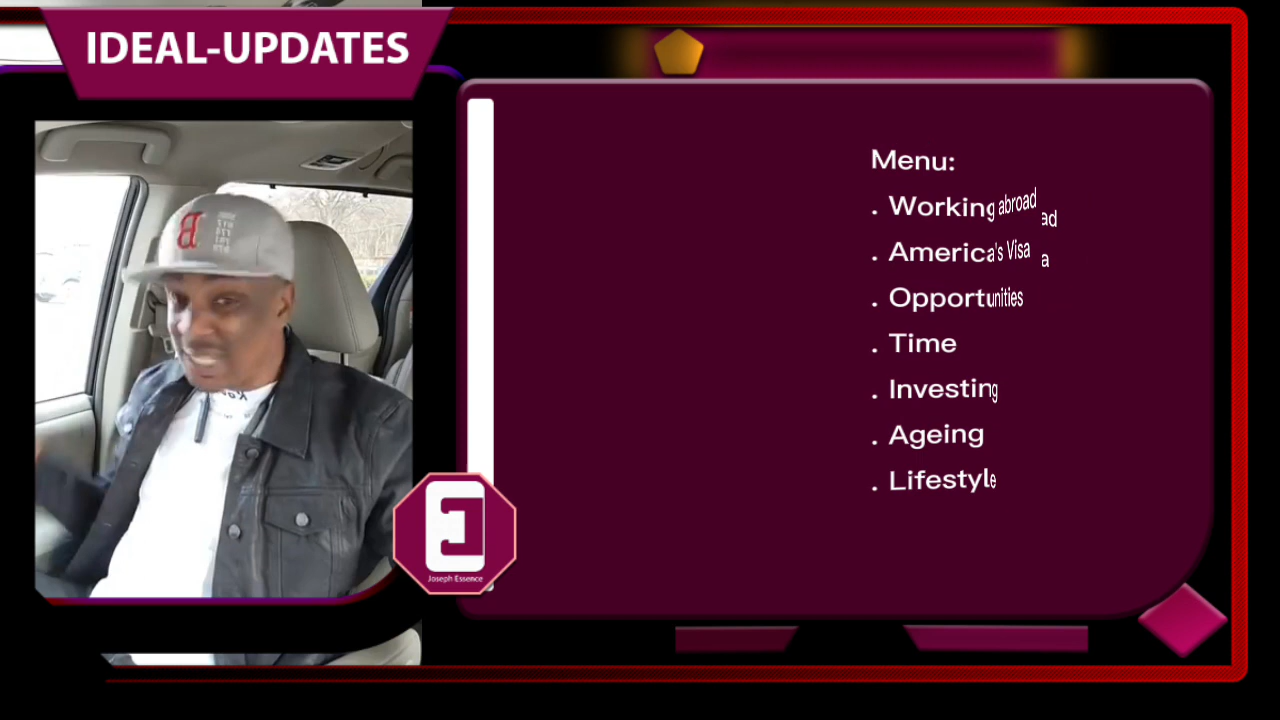 IDEAL-UPDATES
Menu:
. Working abroad
. America's Visa
. Opportunities
. Time
. Investing
. Ageing
. Lifestyle
B
Joseph Essence